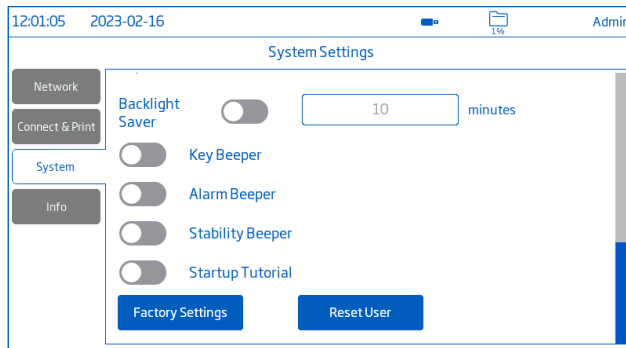 12:01:05 2023-02-16 1% Admin
System Settings
Network
Connect & Print
System
Info
Backlight Saver 10 minutes
Key Beeper
Alarm Beeper
Stability Beeper
Startup Tutorial
Factory Settings Reset User